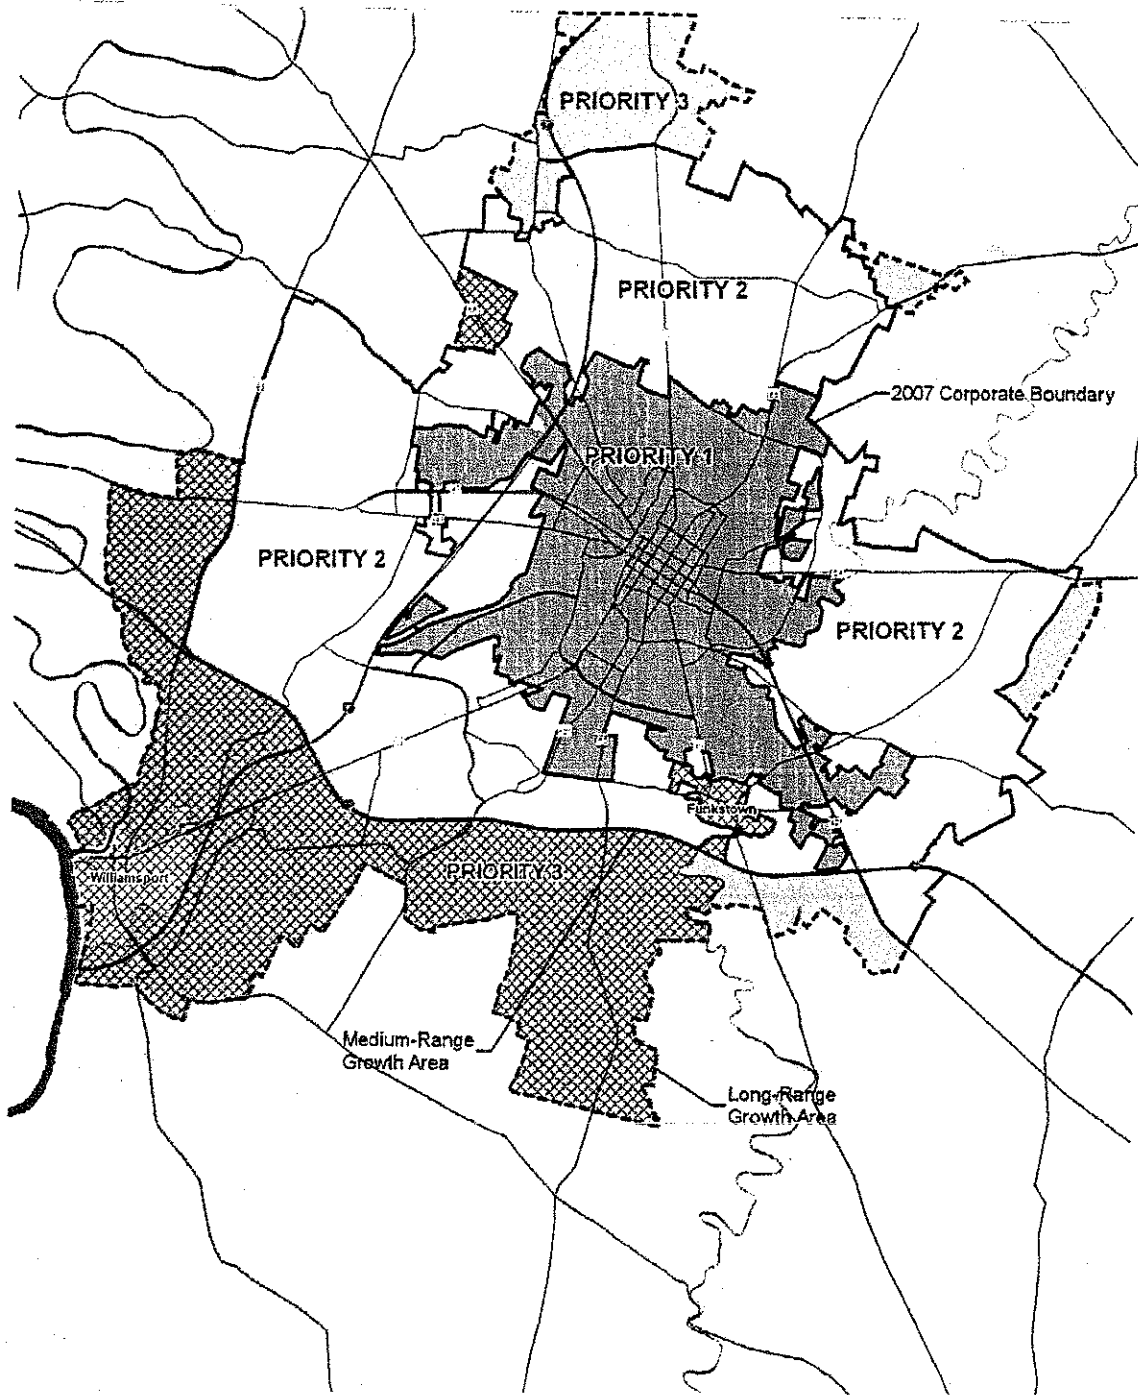 PRIORITY 3
PRIORITY 2
2007 Corporate Boundary
PRIORITY 1
PRIORITY 2
PRIORITY 2
Funkstown
Williamsport
PRIORITY 3
Medium-Range
Growth Area
Long-Range
Growth Area